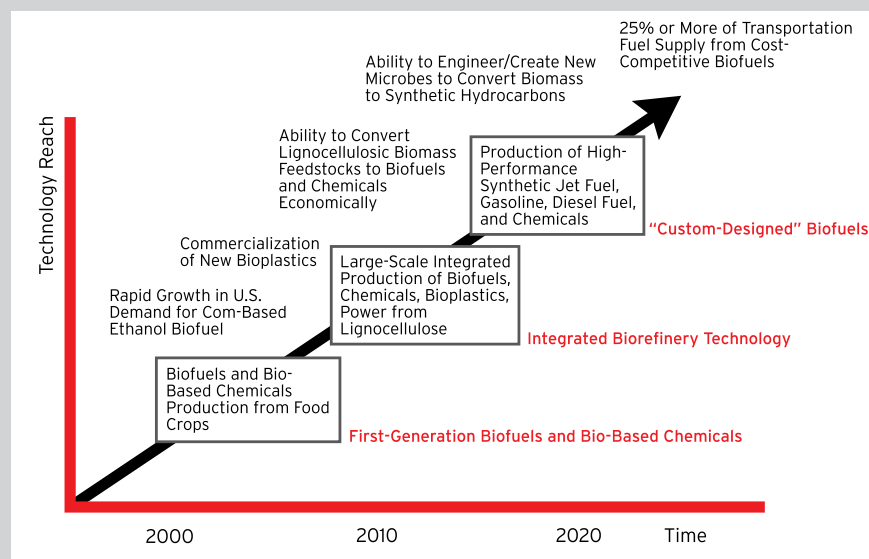 25% or More of Transportation
Fuel Supply from Cost-
Competitive Biofuels
Ability to Engineer/Create New
Microbes to Convert Biomass
to Synthetic Hydrocarbons
Ability to Convert
Lignocellulosic Biomass
Feedstocks to Biofuels
and Chemicals
Economically
Production of High-
Performance
Synthetic Jet Fuel,
Gasoline, Diesel Fuel,
and Chemicals
"Custom-Designed" Biofuels
Technology Reach
Commercialization
of New Bioplastics
Large-Scale Integrated
Production of Biofuels,
Chemicals, Bioplastics,
Power from
Lignocellulose
Integrated Biorefinery Technology
Rapid Growth in U.S.
Demand for Com-Based
Ethanol Biofuel
Biofuels and Bio-
Based Chemicals
Production from Food
Crops
First-Generation Biofuels and Bio-Based Chemicals
2000 2010 2020 Time